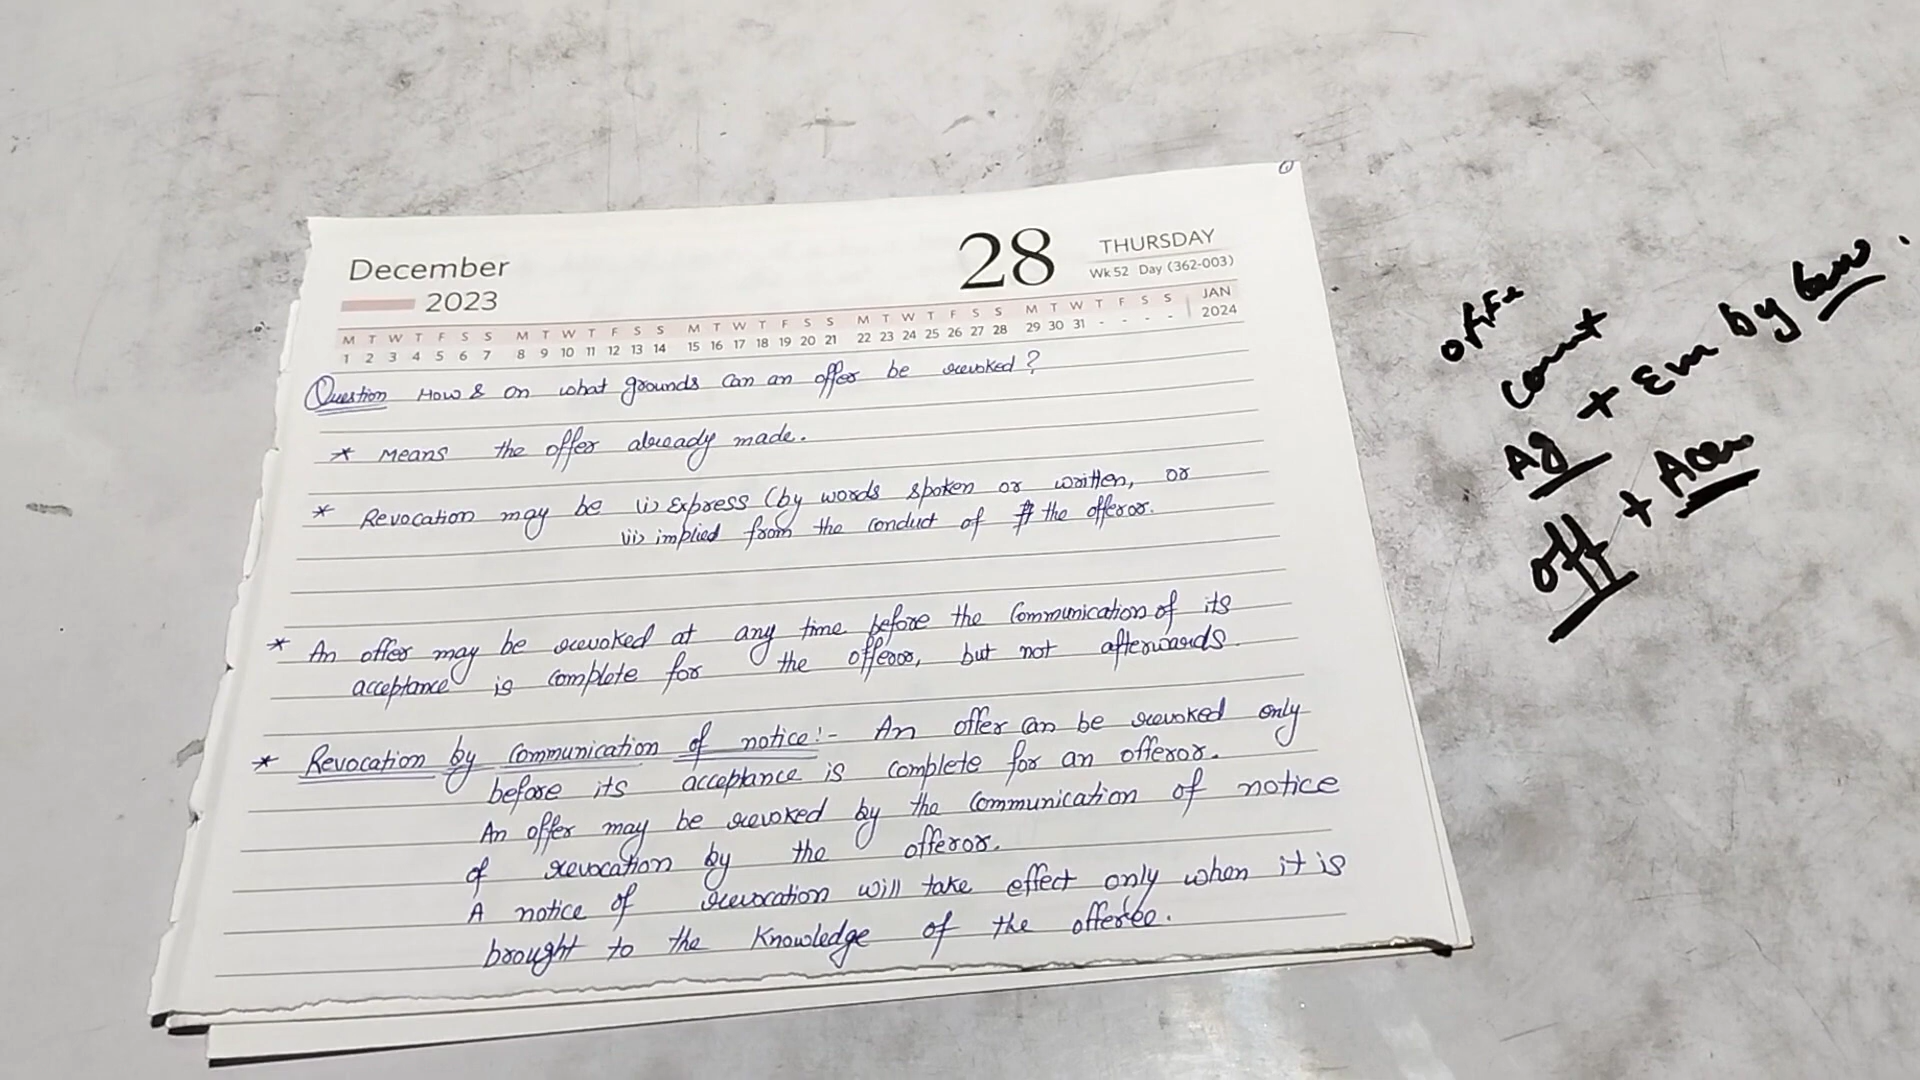 December
2023
28
THURSDAY
Wk 52 Day (362-003)
M T W T F S S M T W T F S S M T W T F S S M T W T F S S M T W T F S S JAN
1 2 3 4 5 6 7 8 9 10 11 12 13 14 15 16 17 18 19 20 21 22 23 24 25 26 27 28 29 30 31 - - - - 2024
Question How & on what grounds can an offer be revoked?
* Means the offer already made.
* Revocation may be (i) Express (by words spoken or written, or
(ii) implied from the conduct of the offeror.
* An offer may be revoked at any time before the communication of its
acceptance is complete for the offeror, but not afterwards.
* Revocation by communication of notice:- An offer can be revoked only
before its acceptance is complete for an offeror.
An offer may be revoked by the communication of notice
of revocation by the offeror.
A notice of revocation will take effect only when it is
brought to the knowledge of the offeree.
Ag + by
off +